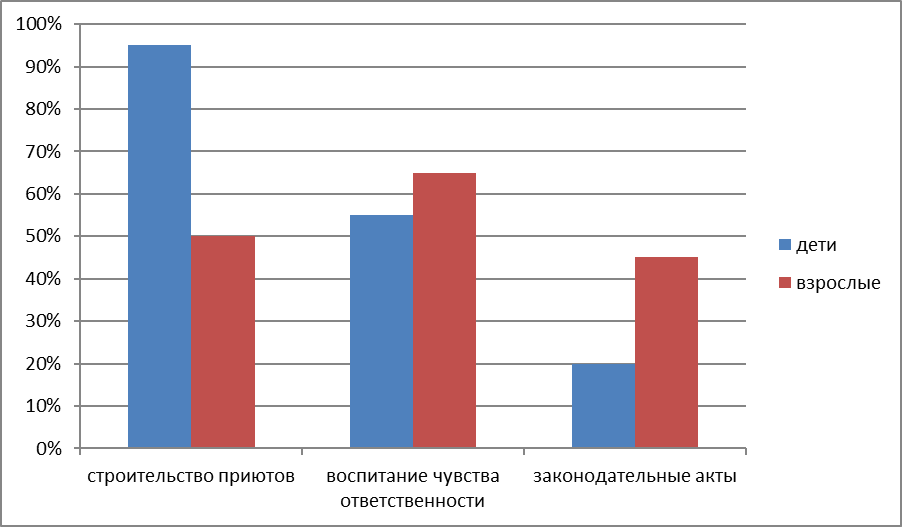 100%
90%
80%
70%
60%
50%
40%
30%
20%
10%
0%
строительство приютов
воспитание чувства
ответственности
законодательные акты
дети
взрослые